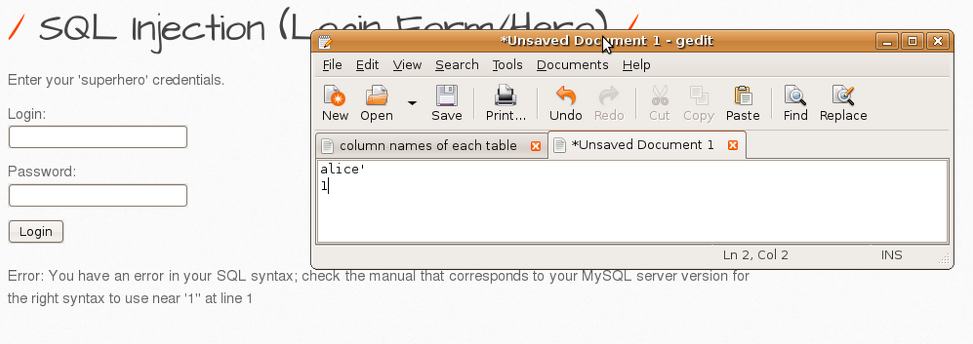 / SQL Injection (Login Form/Hero) /
*Unsaved Document 1 - gedit
Enter your 'superhero' credentials.
File Edit View Search Tools Documents Help
Login:
New Open Save Print... Undo Redo Cut Copy Paste Find Replace
column names of each table *Unsaved Document 1
Password:
alice'
1
Login
Ln 2, Col 2 INS
Error: You have an error in your SQL syntax; check the manual that corresponds to your MySQL server version for
the right syntax to use near '1'' at line 1